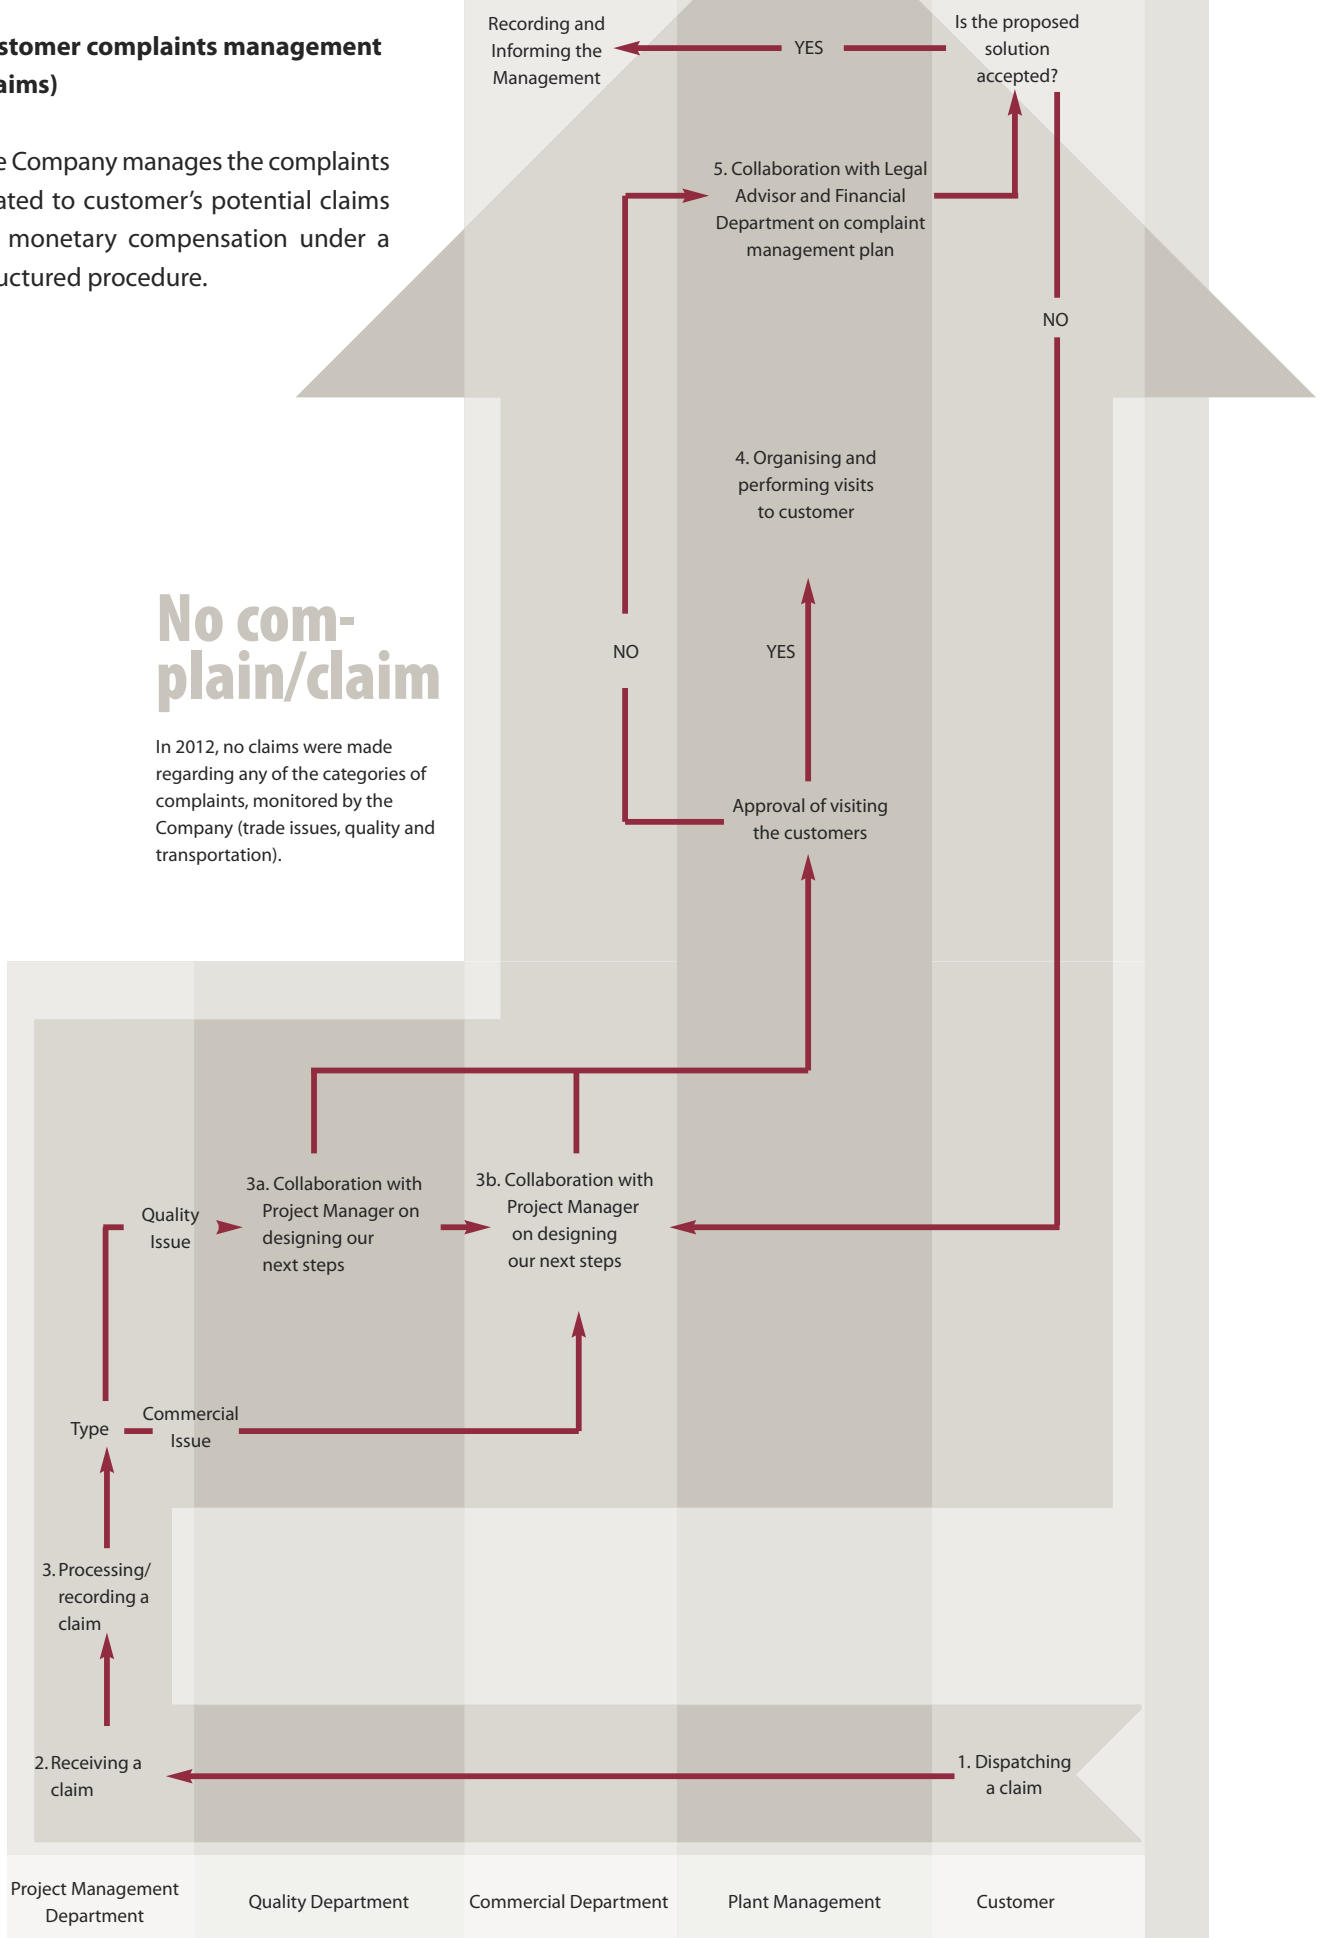 stomer complaints management
aims)
e Company manages the complaints
ated to customer's potential claims
monetary compensation under a
uctured procedure.
Recording and
Informing the
Management
YES
Is the proposed
solution
accepted?
5. Collaboration with Legal
Advisor and Financial
Department on complaint
management plan
NO
4. Organising and
performing visits
to customer
No com-
plain/claim
In 2012, no claims were made
regarding any of the categories of
complaints, monitored by the
Company (trade issues, quality and
transportation).
NO
YES
Approval of visiting
the customers
3a. Collaboration with
Project Manager on
designing our
next steps
3b. Collaboration with
Project Manager
on designing
our next steps
Quality
Issue
Type
Commercial
Issue
3. Processing/
recording a
claim
2. Receiving a
claim
1. Dispatching
a claim
Project Management
Department
Quality Department
Commercial Department
Plant Management
Customer